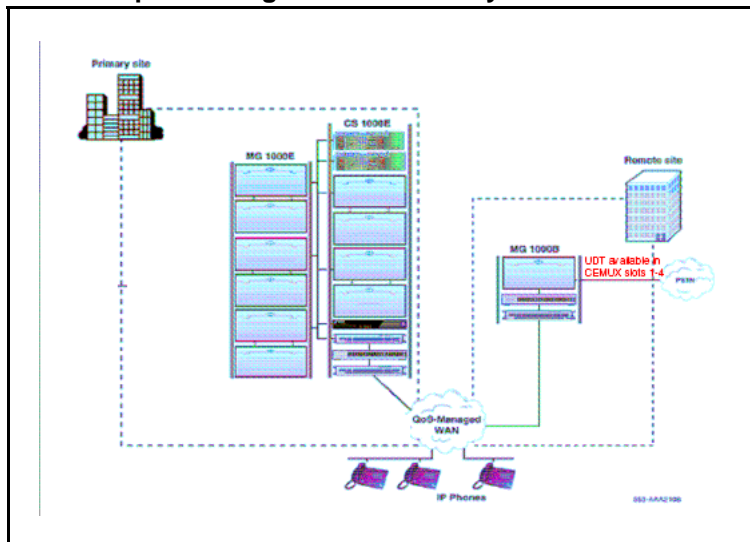 Primary site
CS 1000E
MG 1000E
Remote site
MG 1000B
UDT available in
CEMUX slots 1-4
PSTN
QoS-Managed
WAN
IP Phones
553-AAA2106